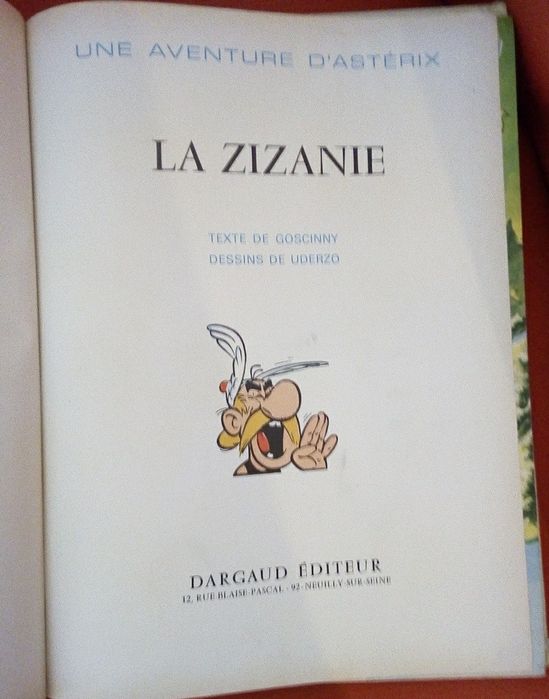 UNE AVENTURE D'ASTÉRIX
LA ZIZANIE
TEXTE DE GOSCINNY
DESSINS DE UDERZO
DARGAUD ÉDITEUR
12, RUE BLAISE-PASCAL - 92-NEUILLY-SUR-SEINE